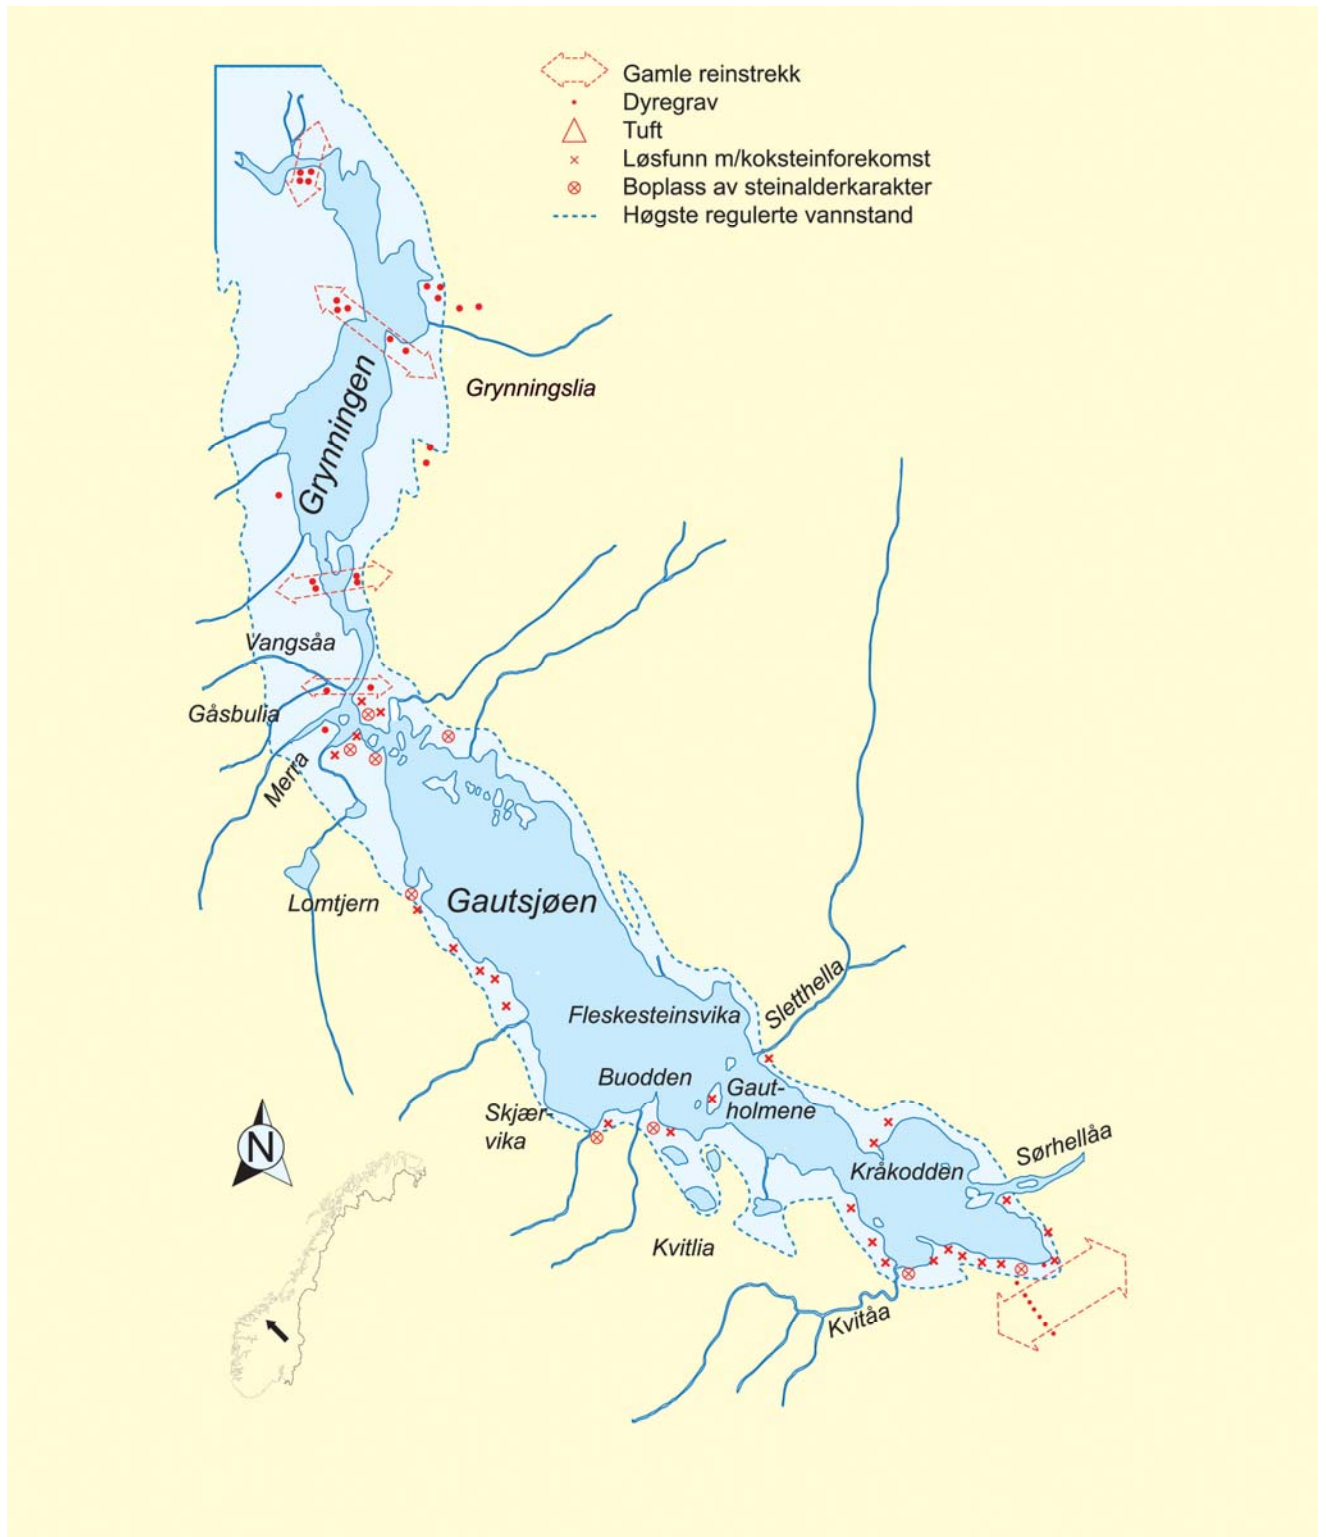 Gamle reinstrekk
Dyregrav
Tuft
Løsfunn m/koksteinforekomst
Boplass av steinalderkarakter
Høgste regulerte vannstand
Grynningslia
Grynningen
Vangsåa
Gåsbulia
Merra
Lomtjern
Gautsjøen
Sletthella
Fleskesteinsvika
Buodden
Gaut-
holmene
Skjær-
vika
Sørhellåa
Kråkodden
N
Kvitlia
Kvitåa